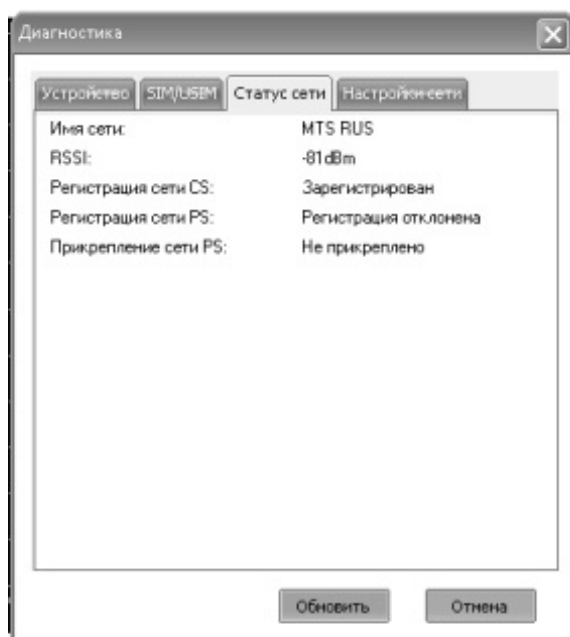 Диагностика
Устройство SIM/USIM Статус сети Настройки сети
Имя сети: MTS RUS
RSSI: -81dBm
Регистрация сети CS: Зарегистрирован
Регистрация сети PS: Регистрация отклонена
Прикрепление сети PS: Не прикреплено
Обновить Отмена